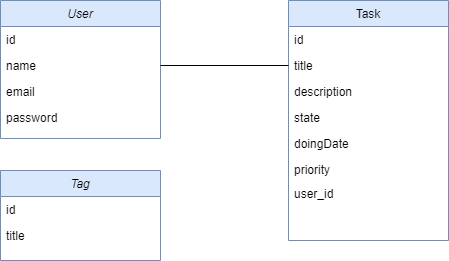 User
id
name
email
password
Task
id
title
description
state
doingDate
priority
user_id
Tag
id
title